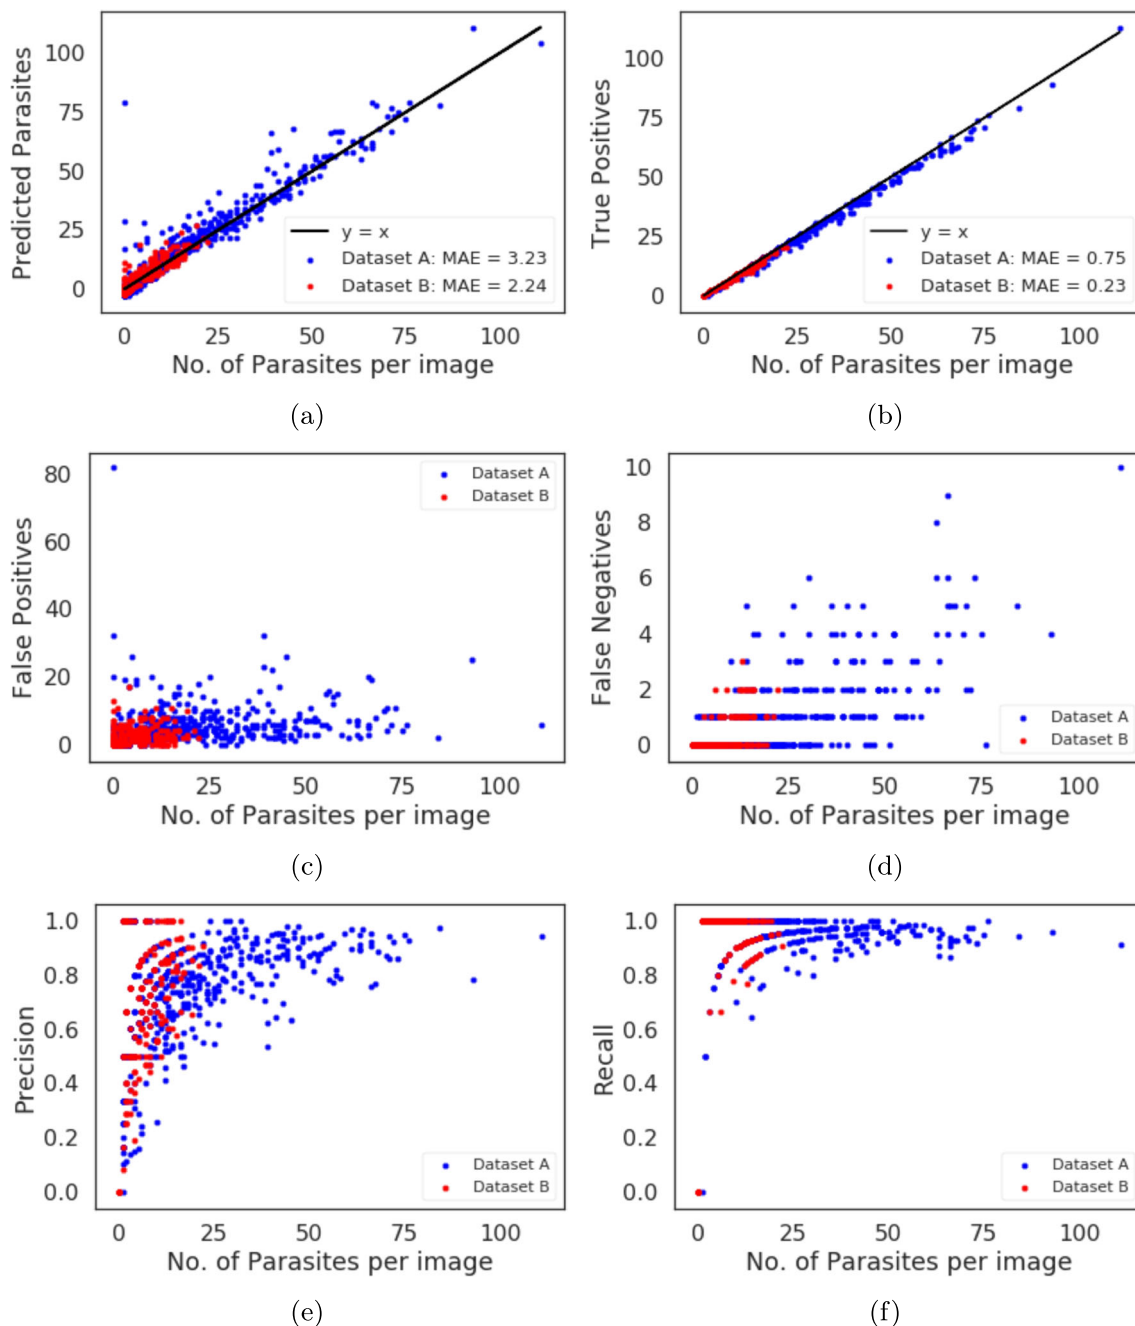 Predicted Parasites
100
75
50
25
0
y = x
Dataset A: MAE = 3.23
Dataset B: MAE = 2.24
0 25 50 75 100
No. of Parasites per image
(a)
True Positives
100
75
50
25
0
y = x
Dataset A: MAE = 0.75
Dataset B: MAE = 0.23
0 25 50 75 100
No. of Parasites per image
(b)
False Positives
80
60
40
20
0
Dataset A
Dataset B
0 25 50 75 100
No. of Parasites per image
(c)
False Negatives
10
8
6
4
2
0
Dataset A
Dataset B
0 25 50 75 100
No. of Parasites per image
(d)
Precision
1.0
0.8
0.6
0.4
0.2
0.0
Dataset A
Dataset B
0 25 50 75 100
No. of Parasites per image
(e)
Recall
1.0
0.8
0.6
0.4
0.2
0.0
Dataset A
Dataset B
0 25 50 75 100
No. of Parasites per image
(f)